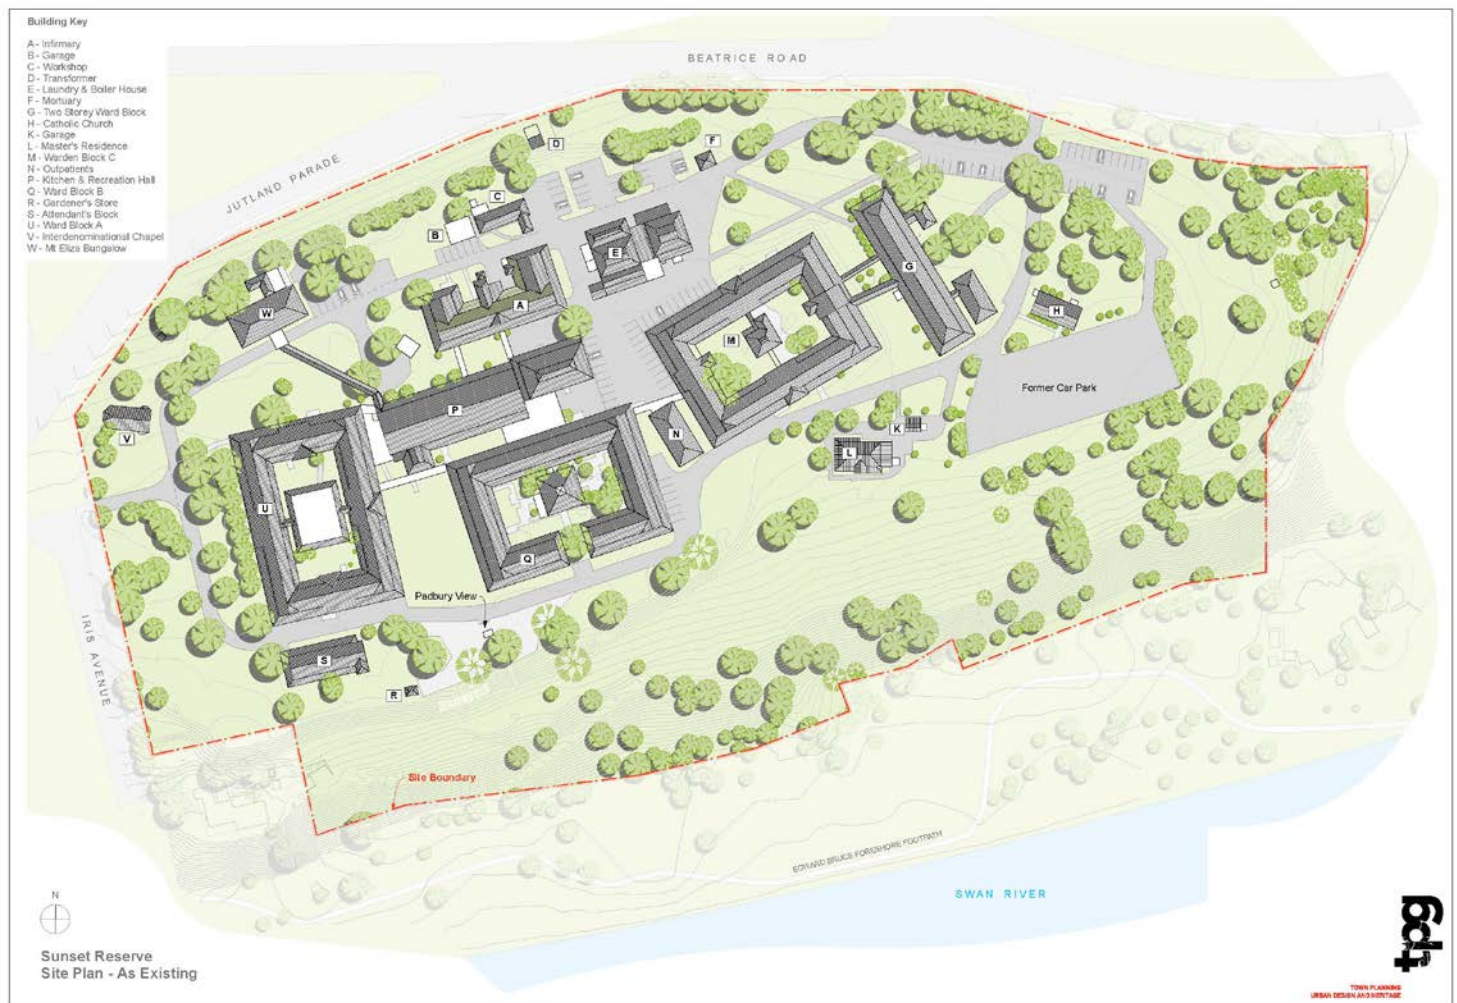 Building Key
A - Infirmary
B - Garage
C - Workshop
D - Transformer
E - Laundry & Boiler House
F - Mortuary
G - Two Storey Ward Block
H - Catholic Church
K - Garage
L - Master's Residence
M - Warden Block C
N - Outpatients
P - Kitchen & Recreation Hall
Q - Ward Block B
R - Gardener's Store
S - Attendant's Block
U - Ward Block A
V - Interdenominational Chapel
W - Mt Eliza Bungalow
BEATRICE ROAD
JUTLAND PARADE
D
F
C
B
E
A
G
W
H
M
Former Car Park
P
V
K
N
L
U
Q
Padbury View
IRIS AVENUE
S
R
Site Boundary
EDWARD BRUCE FORESHORE FOOTPATH
SWAN RIVER
N
Sunset Reserve
Site Plan - As Existing
tpg
TOWN PLANNING
URBAN DESIGN AND HERITAGE